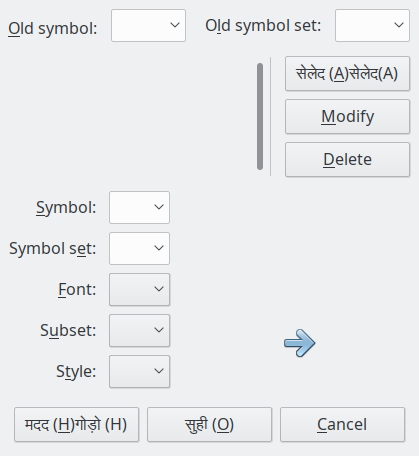 Old symbol:
Old symbol set:
सेलेद (A)सेलेद(A)
Modify
Delete
Symbol:
Symbol set:
Font:
Subset:
Style:
मदद (H)गोड़ो (H)
सुही (O)
Cancel